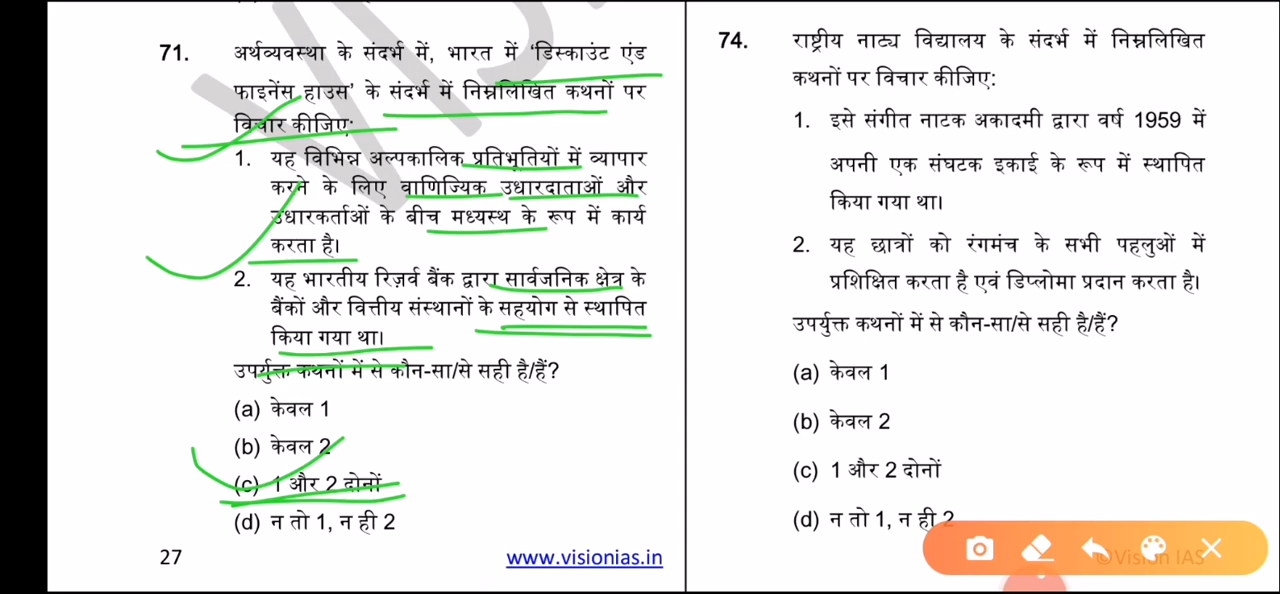 71. अर्थव्यवस्था के संदर्भ में, भारत में 'डिस्काउंट एंड
फाइनेंस हाउस' के संदर्भ में निम्नलिखित कथनों पर
विचार कीजिए:
1. यह विभिन्न अल्पकालिक प्रतिभूतियों में व्यापार
करने के लिए वाणिज्यिक उधारदाताओं और
उधारकर्ताओं के बीच मध्यस्थ के रूप में कार्य
करता है।
2. यह भारतीय रिज़र्व बैंक द्वारा सार्वजनिक क्षेत्र के
बैंकों और वित्तीय संस्थानों के सहयोग से स्थापित
किया गया था।
उपर्युक्त कथनों में से कौन-सा/से सही है/हैं?
(a) केवल 1
(b) केवल 2
(c) 1 और 2 दोनों
(d) न तो 1, न ही 2
27 www.visionias.in
74. राष्ट्रीय नाट्य विद्यालय के संदर्भ में निम्नलिखित
कथनों पर विचार कीजिए:
1. इसे संगीत नाटक अकादमी द्वारा वर्ष 1959 में
अपनी एक संघटक इकाई के रूप में स्थापित
किया गया था।
2. यह छात्रों को रंगमंच के सभी पहलुओं में
प्रशिक्षित करता है एवं डिप्लोमा प्रदान करता है।
उपर्युक्त कथनों में से कौन-सा/से सही है/हैं?
(a) केवल 1
(b) केवल 2
(c) 1 और 2 दोनों
(d) न तो 1, न ही 2
©Vision IAS